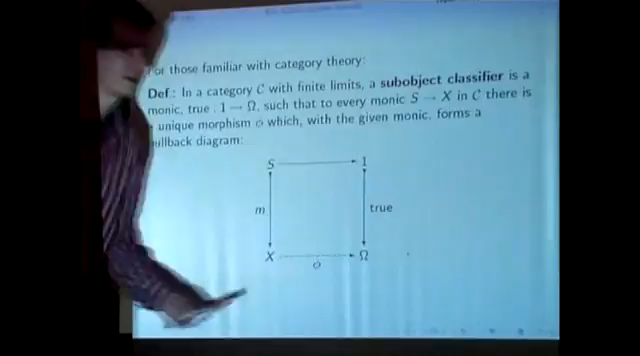 For those familiar with category theory:
Def.: In a category C with finite limits, a subobject classifier is a
monic, true : 1 → Ω, such that to every monic S → X in C there is
unique morphism ϕ which, with the given monic, forms a
pullback diagram:
S 1
m true
X Ω
ϕ